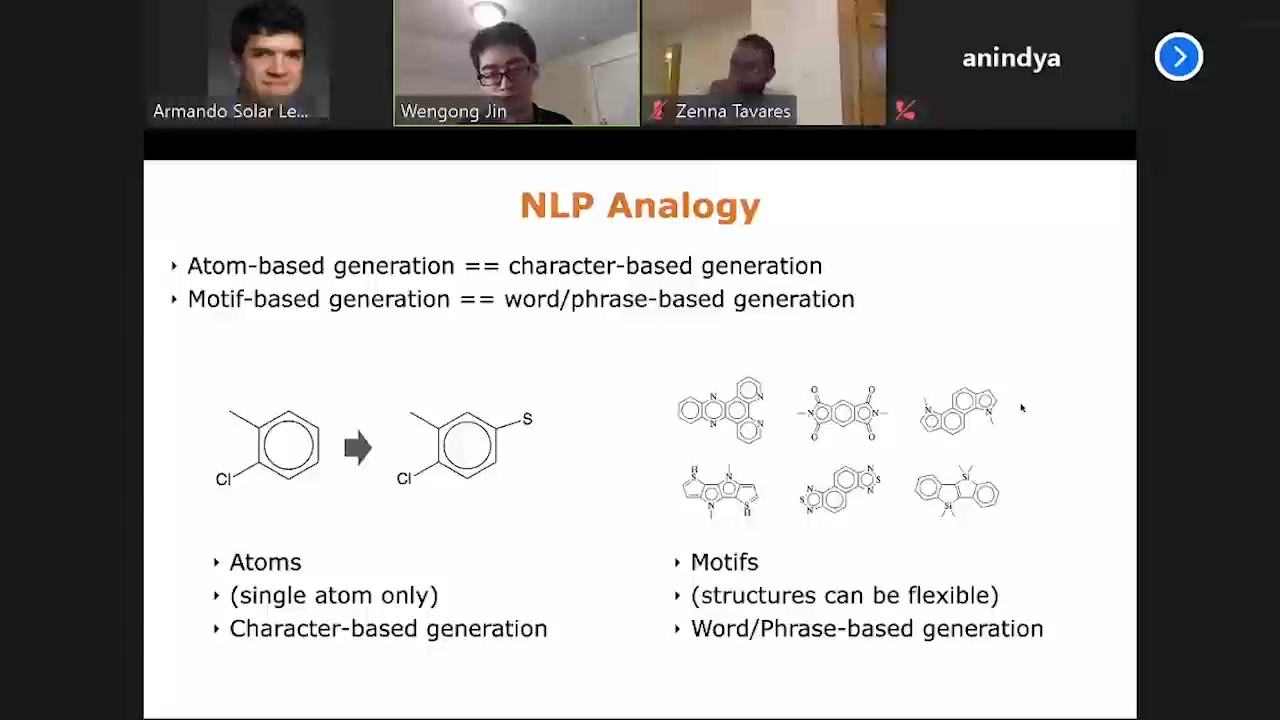 Armando Solar Le...
Wengong Jin
Zenna Tavares
anindya
NLP Analogy
Atom-based generation == character-based generation
Motif-based generation == word/phrase-based generation
Cl
Cl
S
N
N
N
N
O
O
N
N
O
O
N
N
H
S
N
N
S
H
N
S
N
S
N
N
Si
Si
Atoms
(single atom only)
Character-based generation
Motifs
(structures can be flexible)
Word/Phrase-based generation